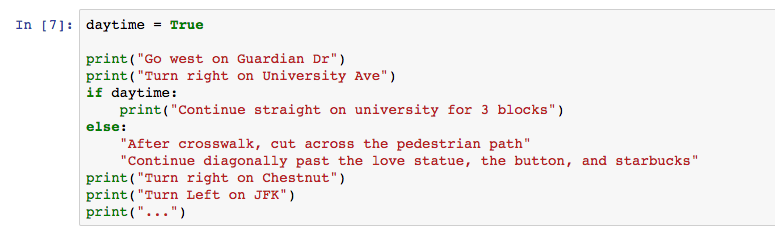 In [7]: daytime = True
print("Go west on Guardian Dr")
print("Turn right on University Ave")
if daytime:
    print("Continue straight on university for 3 blocks")
else:
    "After crosswalk, cut across the pedestrian path"
    "Continue diagonally past the love statue, the button, and starbucks"
print("Turn right on Chestnut")
print("Turn Left on JFK")
print("...")